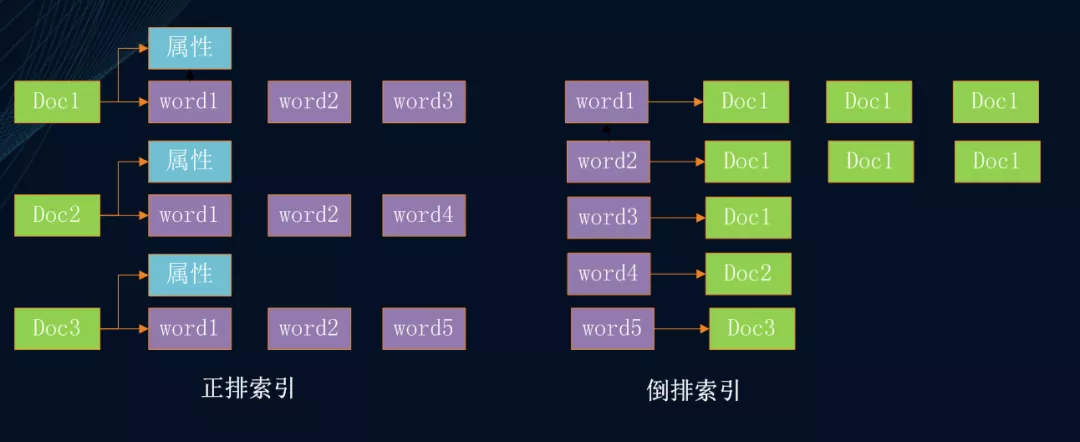 属性
Doc1 word1 word2 word3
属性
Doc2 word1 word2 word4
属性
Doc3 word1 word2 word5
正排索引
word1 Doc1 Doc1 Doc1
word2 Doc1 Doc1 Doc1
word3 Doc1
word4 Doc2
word5 Doc3
倒排索引